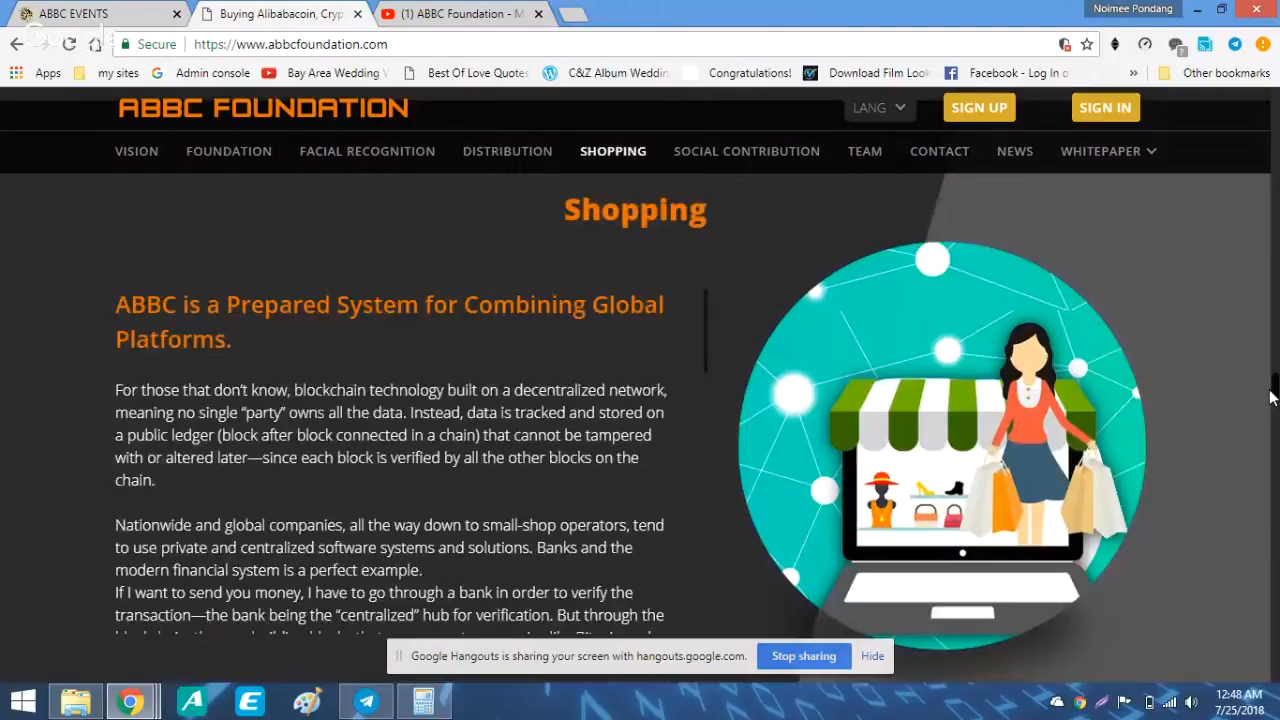 ABBC EVENTS
Buying Alibabacoin, Cryp
(1) ABBC Foundation - M
Noimee Pondang
Secure
https://www.abbcfoundation.com
Apps
my sites
Admin console
Bay Area Wedding
Best Of Love Quotes
C&Z Album Weddin
Congratulations!
Download Film Look
Facebook - Log In o
»
Other bookmarks
ABBC FOUNDATION
LANG
SIGN UP
SIGN IN
VISION
FOUNDATION
FACIAL RECOGNITION
DISTRIBUTION
SHOPPING
SOCIAL CONTRIBUTION
TEAM
CONTACT
NEWS
WHITEPAPER
Shopping
ABBC is a Prepared System for Combining Global
Platforms.
For those that don't know, blockchain technology built on a decentralized network,
meaning no single "party" owns all the data. Instead, data is tracked and stored on
a public ledger (block after block connected in a chain) that cannot be tampered
with or altered later—since each block is verified by all the other blocks on the
chain.
Nationwide and global companies, all the way down to small-shop operators, tend
to use private and centralized software systems and solutions. Banks and the
modern financial system is a perfect example.
If I want to send you money, I have to go through a bank in order to verify the
transaction—the bank being the "centralized" hub for verification. But through the
Google Hangouts is sharing your screen with hangouts.google.com.
Stop sharing
Hide
12:48 AM
7/25/2018